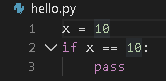 hello.py
1 x = 10
2 if x == 10:
3 pass